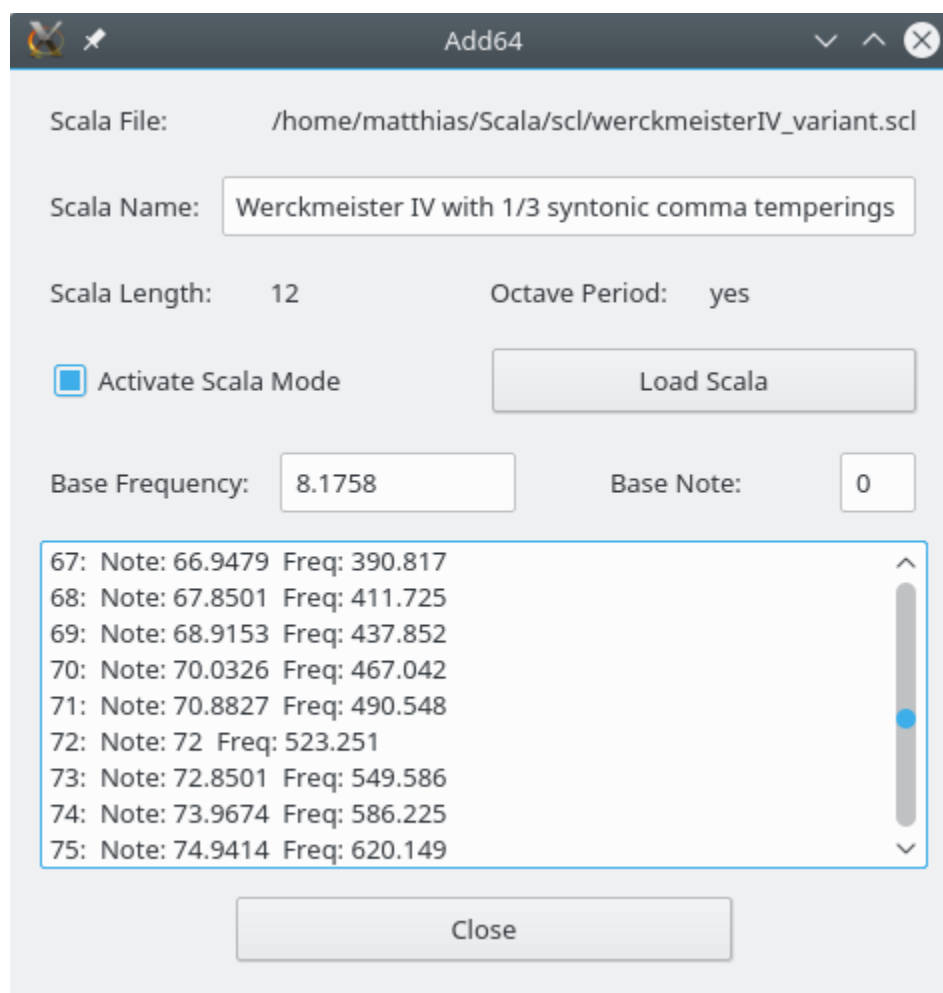 Add64
Scala File: /home/matthias/Scala/scl/werckmeisterIV_variant.scl
Scala Name: Werckmeister IV with 1/3 syntonic comma temperings
Scala Length: 12 Octave Period: yes
Activate Scala Mode Load Scala
Base Frequency: 8.1758 Base Note: 0
67: Note: 66.9479 Freq: 390.817
68: Note: 67.8501 Freq: 411.725
69: Note: 68.9153 Freq: 437.852
70: Note: 70.0326 Freq: 467.042
71: Note: 70.8827 Freq: 490.548
72: Note: 72 Freq: 523.251
73: Note: 72.8501 Freq: 549.586
74: Note: 73.9674 Freq: 586.225
75: Note: 74.9414 Freq: 620.149
Close